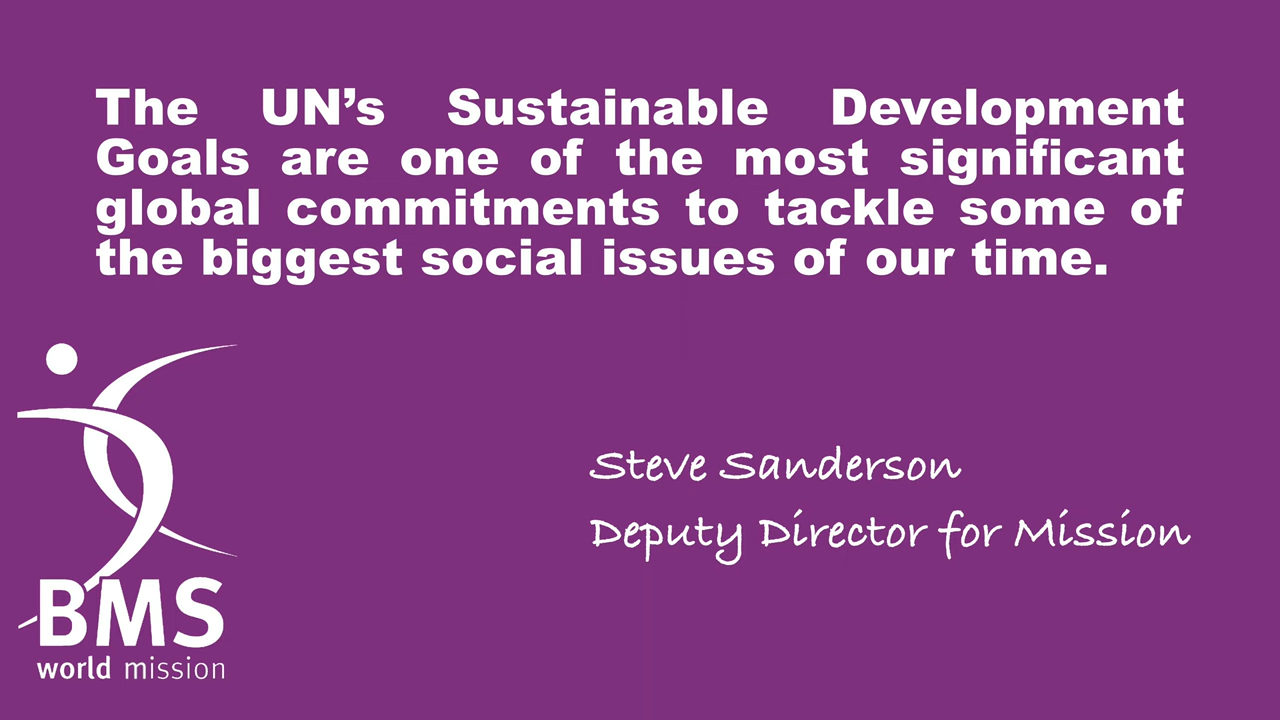 The UN’s Sustainable Development
Goals are one of the most significant
global commitments to tackle some of
the biggest social issues of our time.
Steve Sanderson
Deputy Director for Mission
BMS
world mission